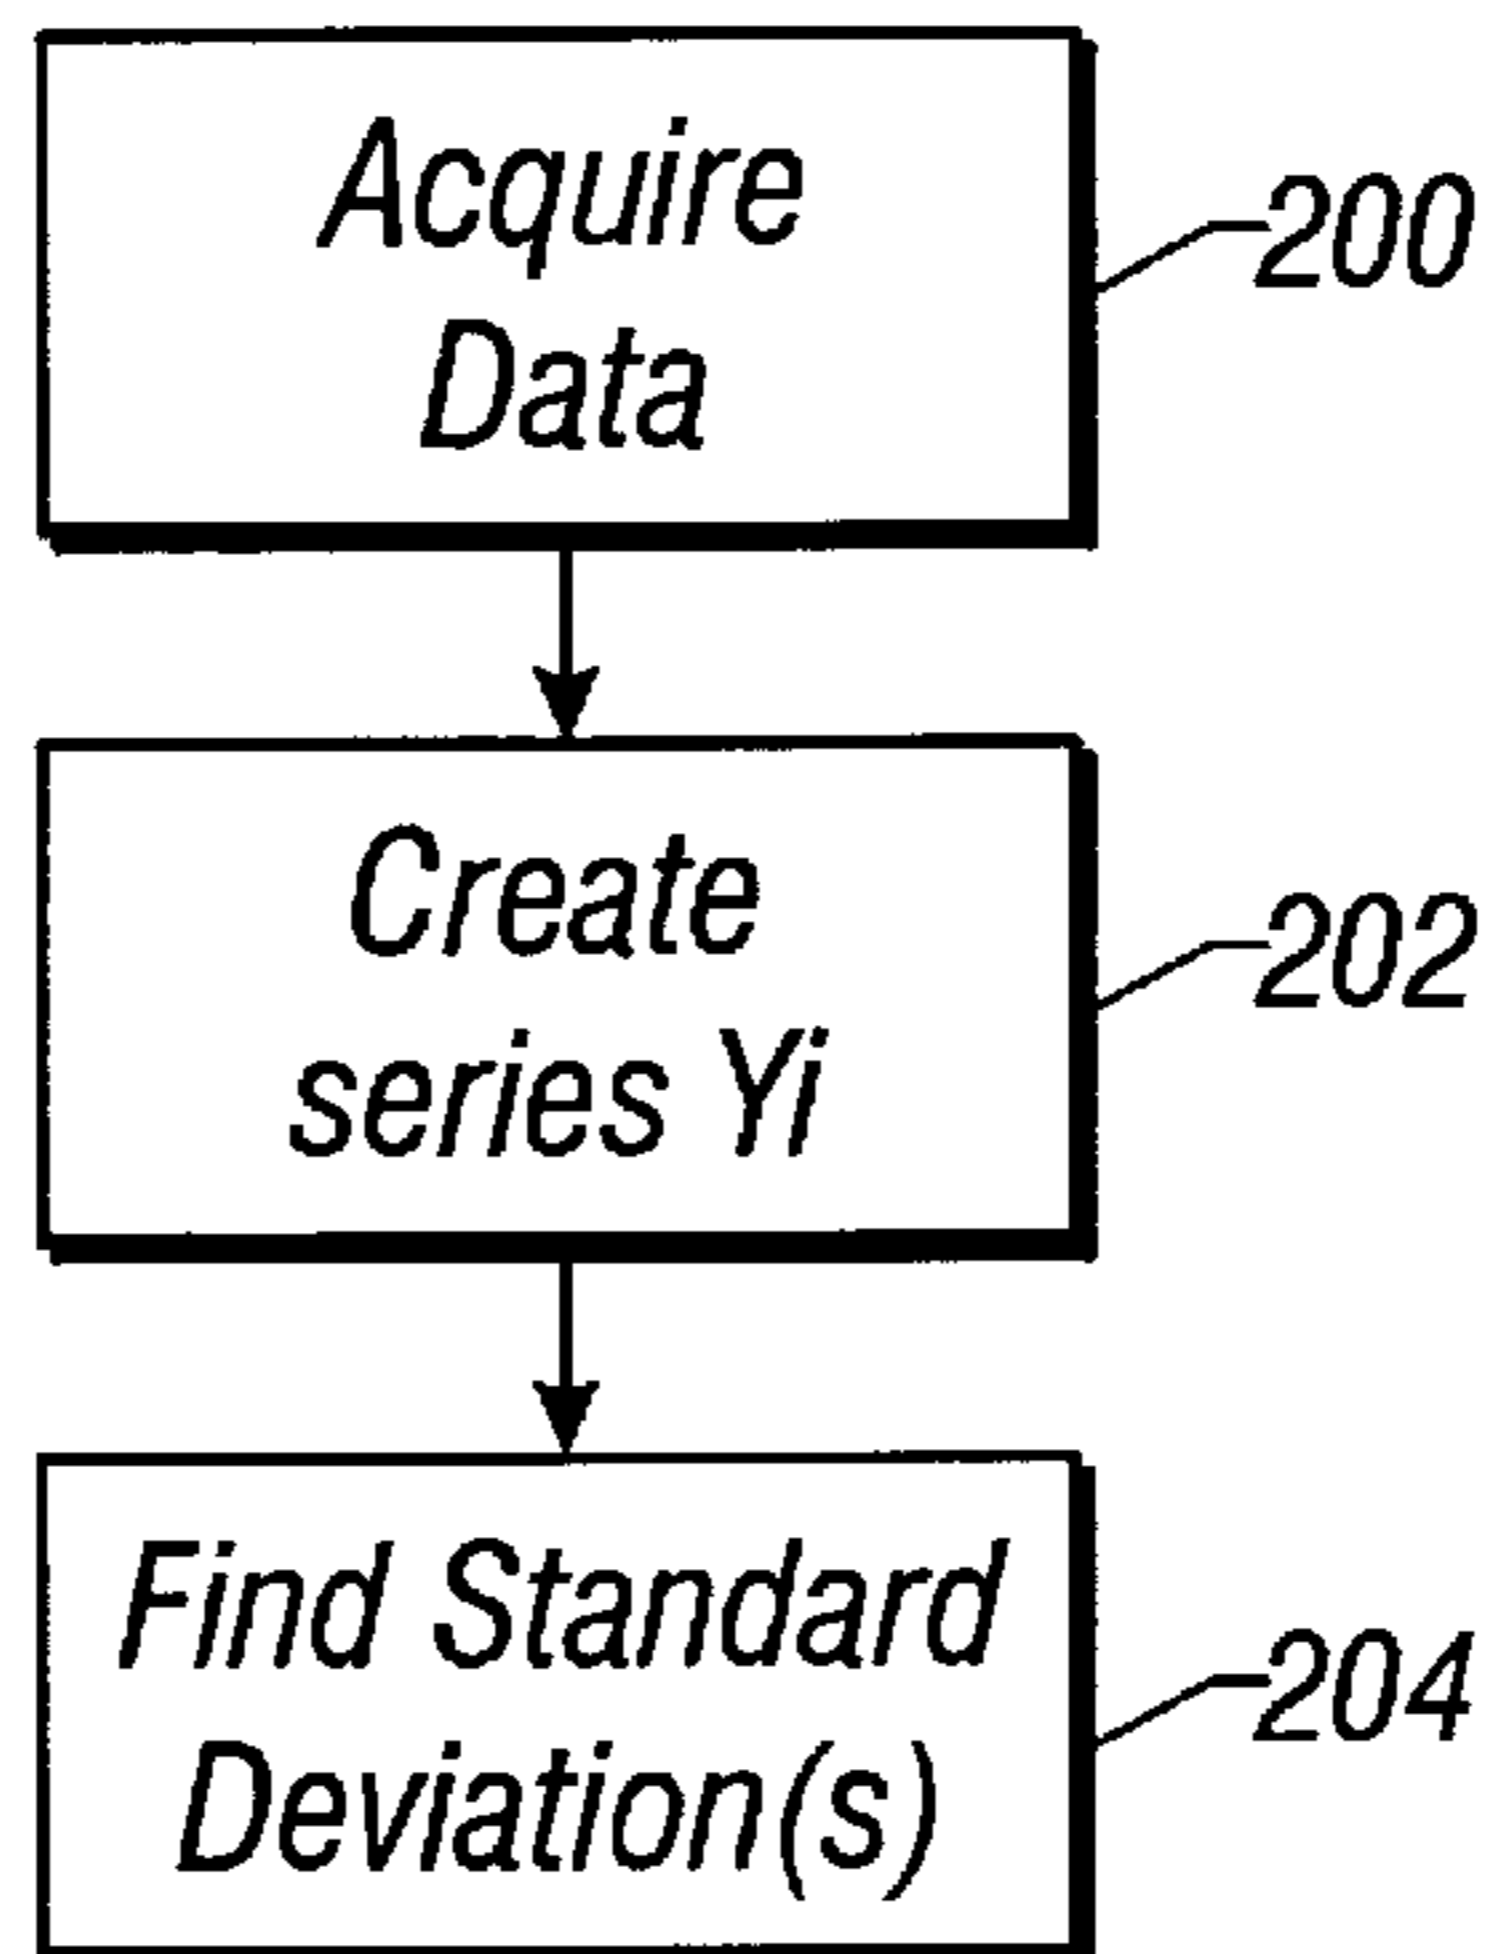 Acquire
Data
200
Create
series Yi
202
Find Standard
Deviation(s)
204